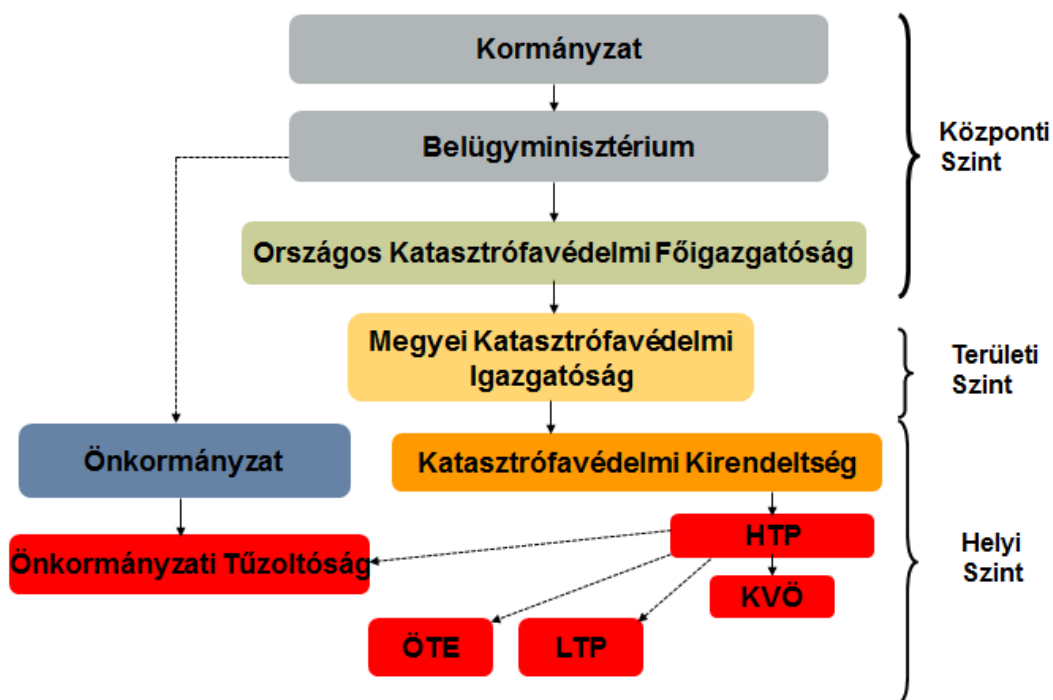 Kormányzat
Belügyminisztérium
Országos Katasztrófavédelmi Főigazgatóság
Központi
Szint
Megyei Katasztrófavédelmi
Igazgatóság
Területi
Szint
Önkormányzat
Katasztrófavédelmi Kirendeltség
Önkormányzati Tűzoltóság
HTP
KVÖ
ÖTE
LTP
Helyi
Szint